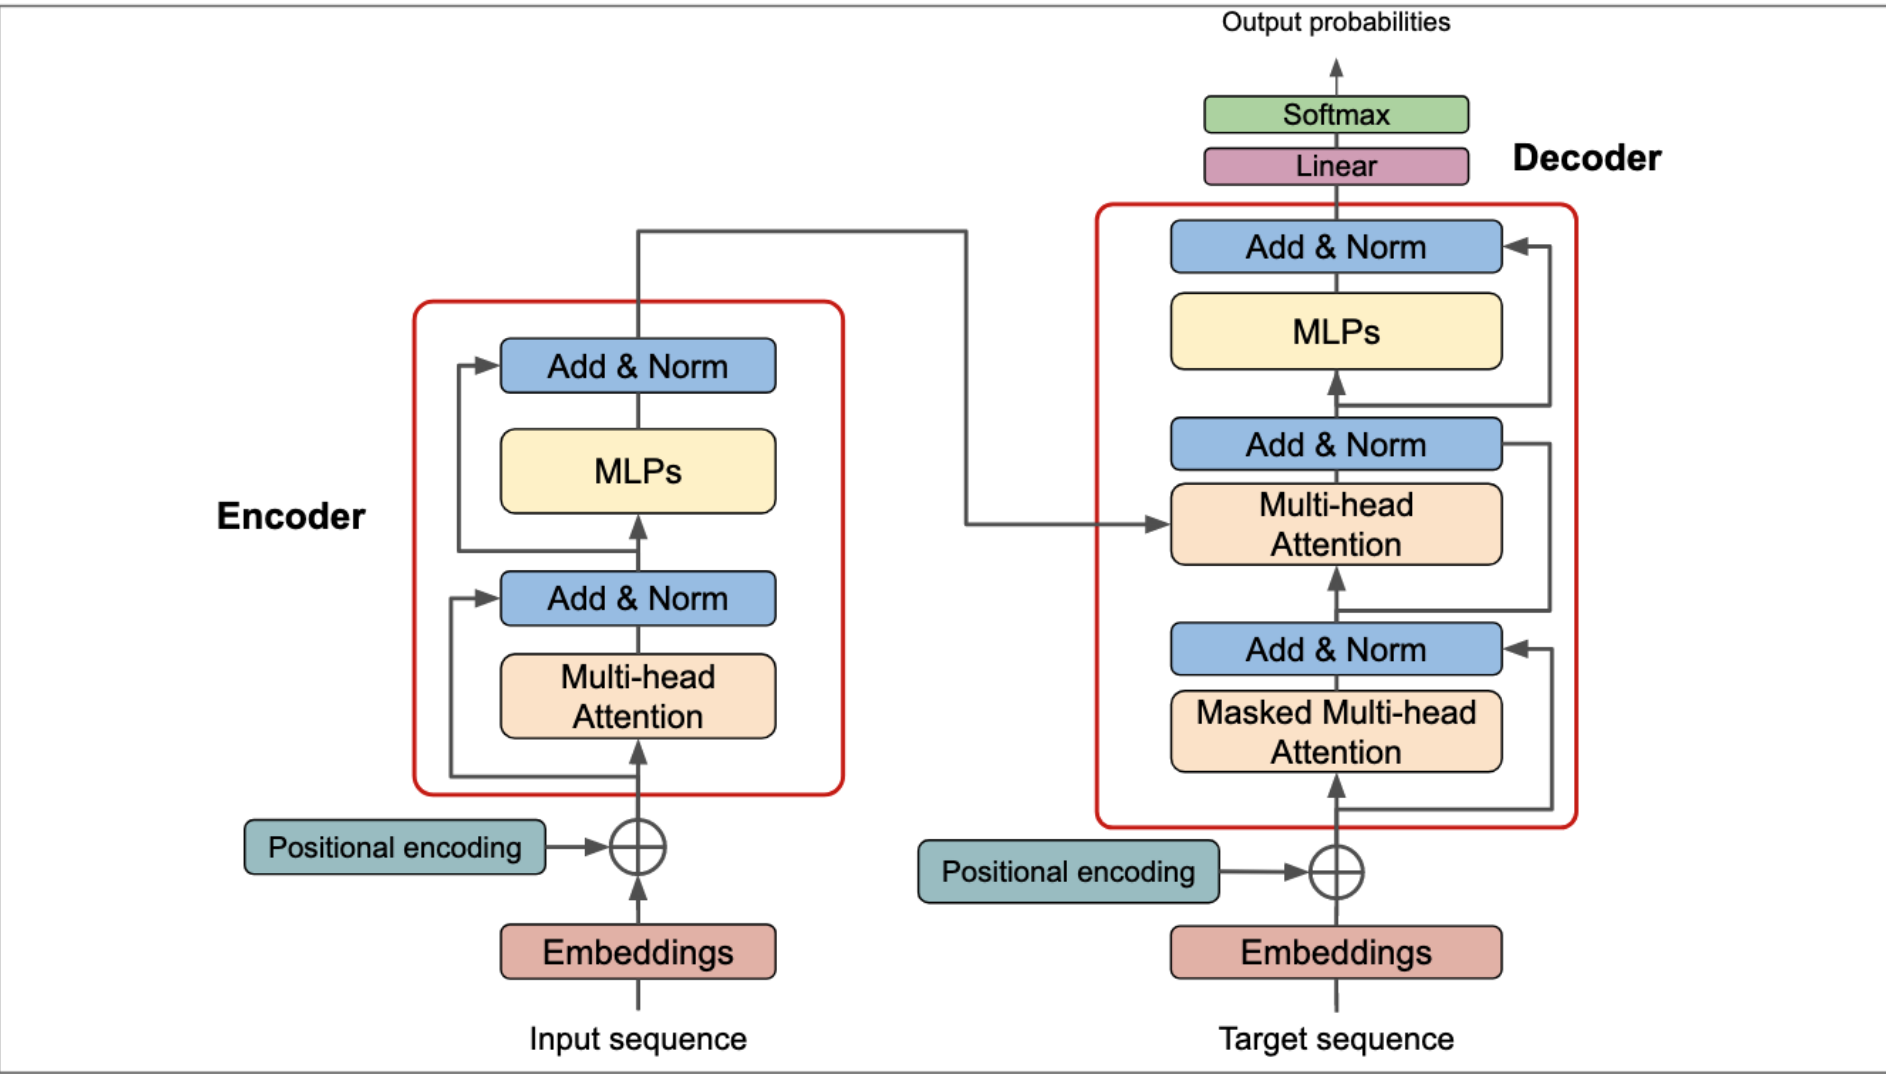 Output probabilities
Softmax
Linear
Decoder
Add & Norm
MLPs
Add & Norm
Multi-head
Attention
Add & Norm
Masked Multi-head
Attention
Positional encoding
Embeddings
Target sequence
Encoder
Add & Norm
MLPs
Add & Norm
Multi-head
Attention
Positional encoding
Embeddings
Input sequence